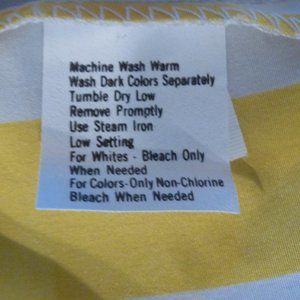 Machine Wash Warm
Wash Dark Colors Separately
Tumble Dry Low
Remove Promptly
Use Steam Iron
Low Setting
For Whites - Bleach Only
When Needed
For Colors-Only Non-Chlorine
Bleach When Needed